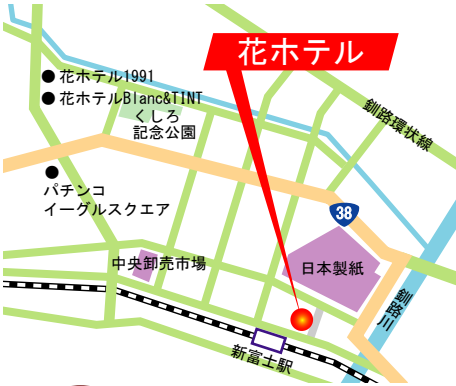 花ホテル
花ホテル1991
花ホテルBlanc&TINT
くしろ
記念公園
釧路環状線
パチンコ
イーグルスクエア
38
中央卸売市場
日本製紙
釧路川
新富士駅